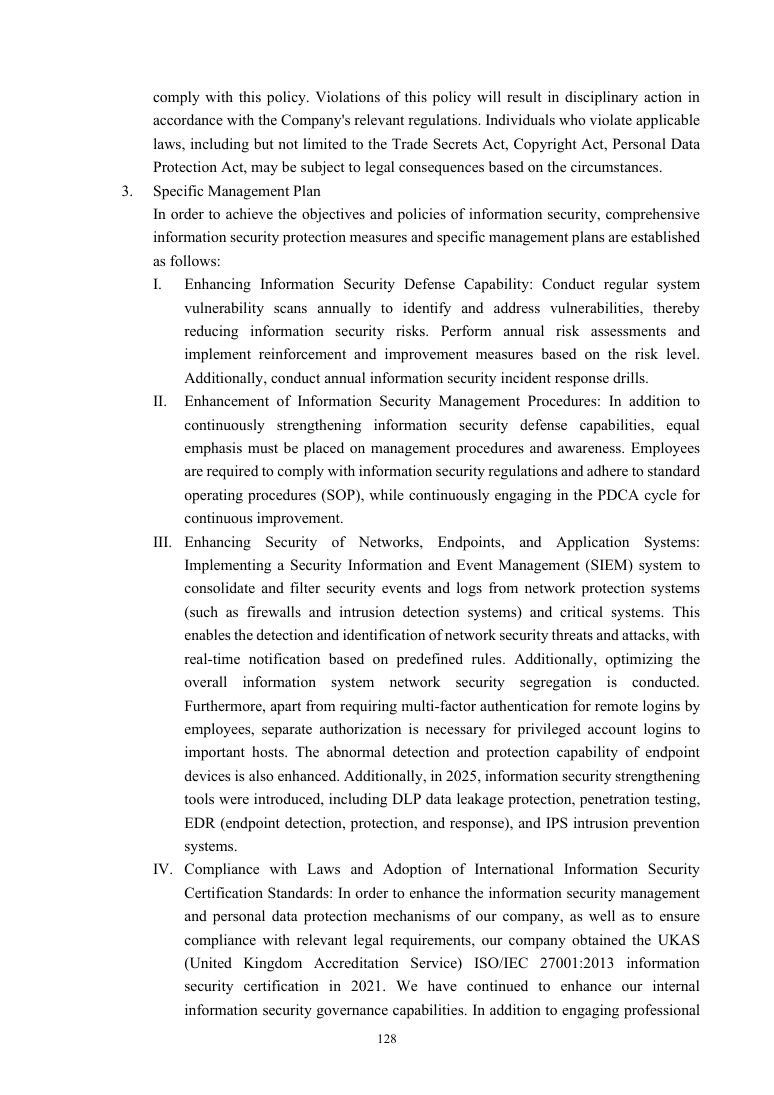 comply with this policy. Violations of this policy will result in disciplinary action in
accordance with the Company's relevant regulations. Individuals who violate applicable
laws, including but not limited to the Trade Secrets Act, Copyright Act, Personal Data
Protection Act, may be subject to legal consequences based on the circumstances.
3. Specific Management Plan
In order to achieve the objectives and policies of information security, comprehensive
information security protection measures and specific management plans are established
as follows:
I. Enhancing Information Security Defense Capability: Conduct regular system
vulnerability scans annually to identify and address vulnerabilities, thereby
reducing information security risks. Perform annual risk assessments and
implement reinforcement and improvement measures based on the risk level.
Additionally, conduct annual information security incident response drills.
II. Enhancement of Information Security Management Procedures: In addition to
continuously strengthening information security defense capabilities, equal
emphasis must be placed on management procedures and awareness. Employees
are required to comply with information security regulations and adhere to standard
operating procedures (SOP), while continuously engaging in the PDCA cycle for
continuous improvement.
III. Enhancing Security of Networks, Endpoints, and Application Systems:
Implementing a Security Information and Event Management (SIEM) system to
consolidate and filter security events and logs from network protection systems
(such as firewalls and intrusion detection systems) and critical systems. This
enables the detection and identification of network security threats and attacks, with
real-time notification based on predefined rules. Additionally, optimizing the
overall information system network security segregation is conducted.
Furthermore, apart from requiring multi-factor authentication for remote logins by
employees, separate authorization is necessary for privileged account logins to
important hosts. The abnormal detection and protection capability of endpoint
devices is also enhanced. Additionally, in 2025, information security strengthening
tools were introduced, including DLP data leakage protection, penetration testing,
EDR (endpoint detection, protection, and response), and IPS intrusion prevention
systems.
IV. Compliance with Laws and Adoption of International Information Security
Certification Standards: In order to enhance the information security management
and personal data protection mechanisms of our company, as well as to ensure
compliance with relevant legal requirements, our company obtained the UKAS
(United Kingdom Accreditation Service) ISO/IEC 27001:2013 information
security certification in 2021. We have continued to enhance our internal
information security governance capabilities. In addition to engaging professional
128